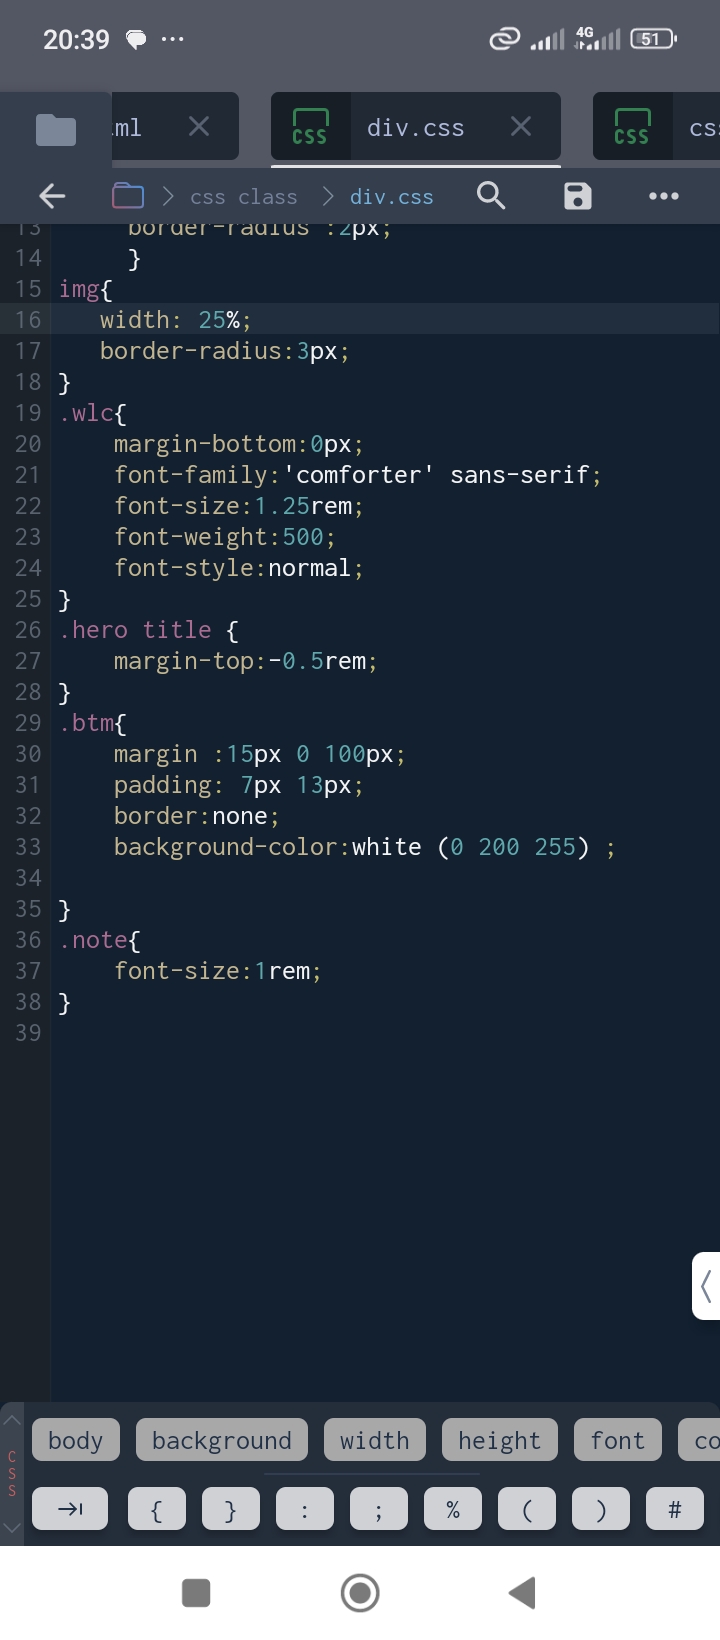 20:39 ... 4G 51
ml div.css cs
css class div.css
13 border-radius :2px;
14 }
15 img{
16 width: 25%;
17 border-radius:3px;
18 }
19 .wlc{
20 margin-bottom:0px;
21 font-family:'comforter' sans-serif;
22 font-size:1.25rem;
23 font-weight:500;
24 font-style:normal;
25 }
26 .hero title {
27 margin-top:-0.5rem;
28 }
29 .btm{
30 margin :15px 0 100px;
31 padding: 7px 13px;
32 border:none;
33 background-color:white (0 200 255) ;
34
35 }
36 .note{
37 font-size:1rem;
38 }
39
CSS
body background width height font co
{ } : ; % ( ) #